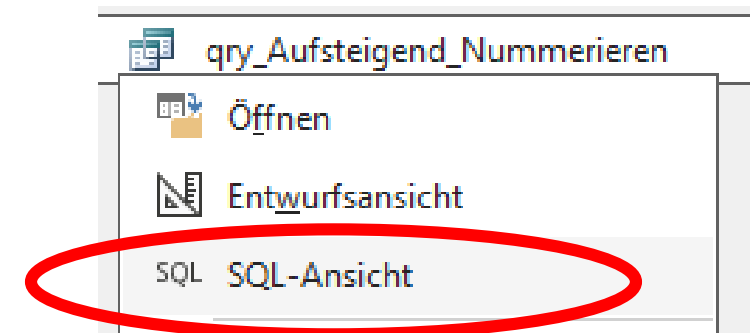 qry_Aufsteigend_Nummerieren
Öffnen
Entwurfsansicht
SQL SQL-Ansicht